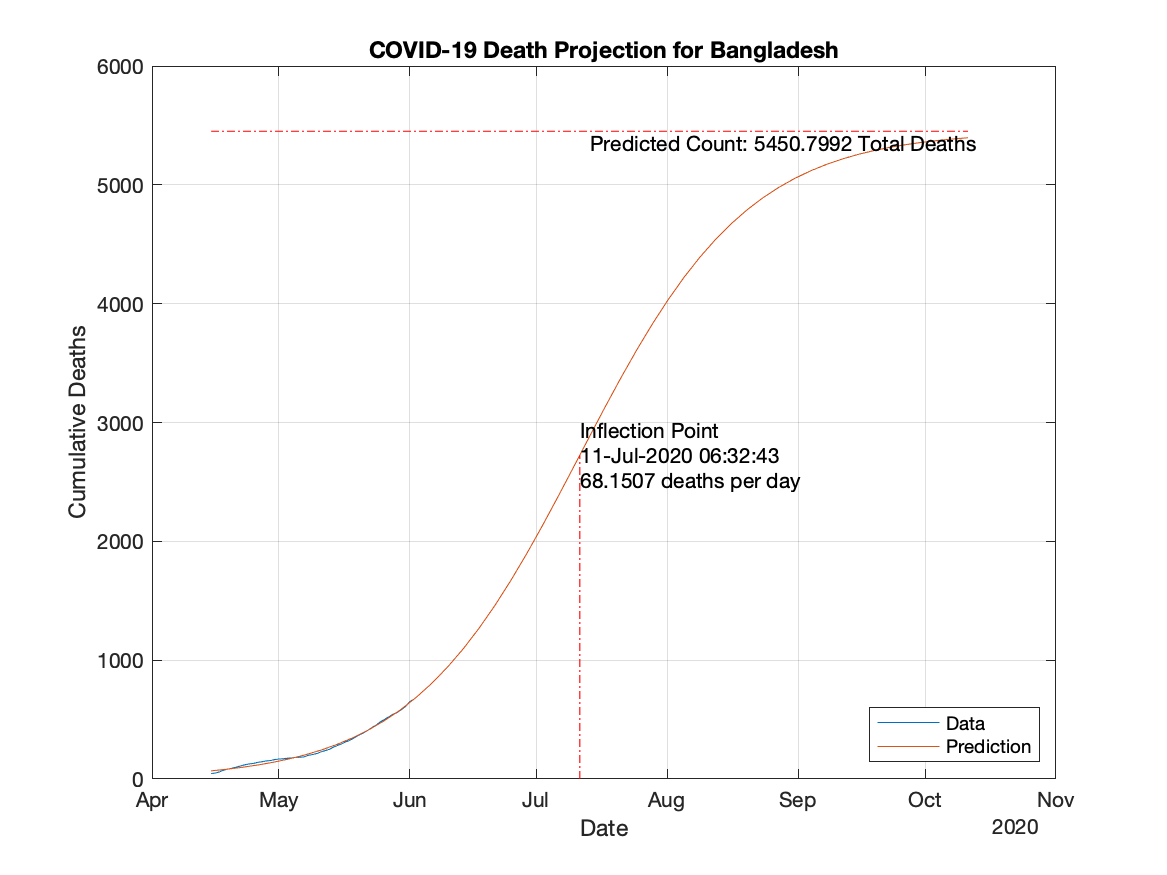 COVID-19 Death Projection for Bangladesh
6000
5000
4000
3000
2000
1000
0
Cumulative Deaths
Predicted Count: 5450.7992 Total Deaths
Inflection Point
11-Jul-2020 06:32:43
68.1507 deaths per day
Data
Prediction
Apr May Jun Jul Aug Sep Oct Nov
Date
2020